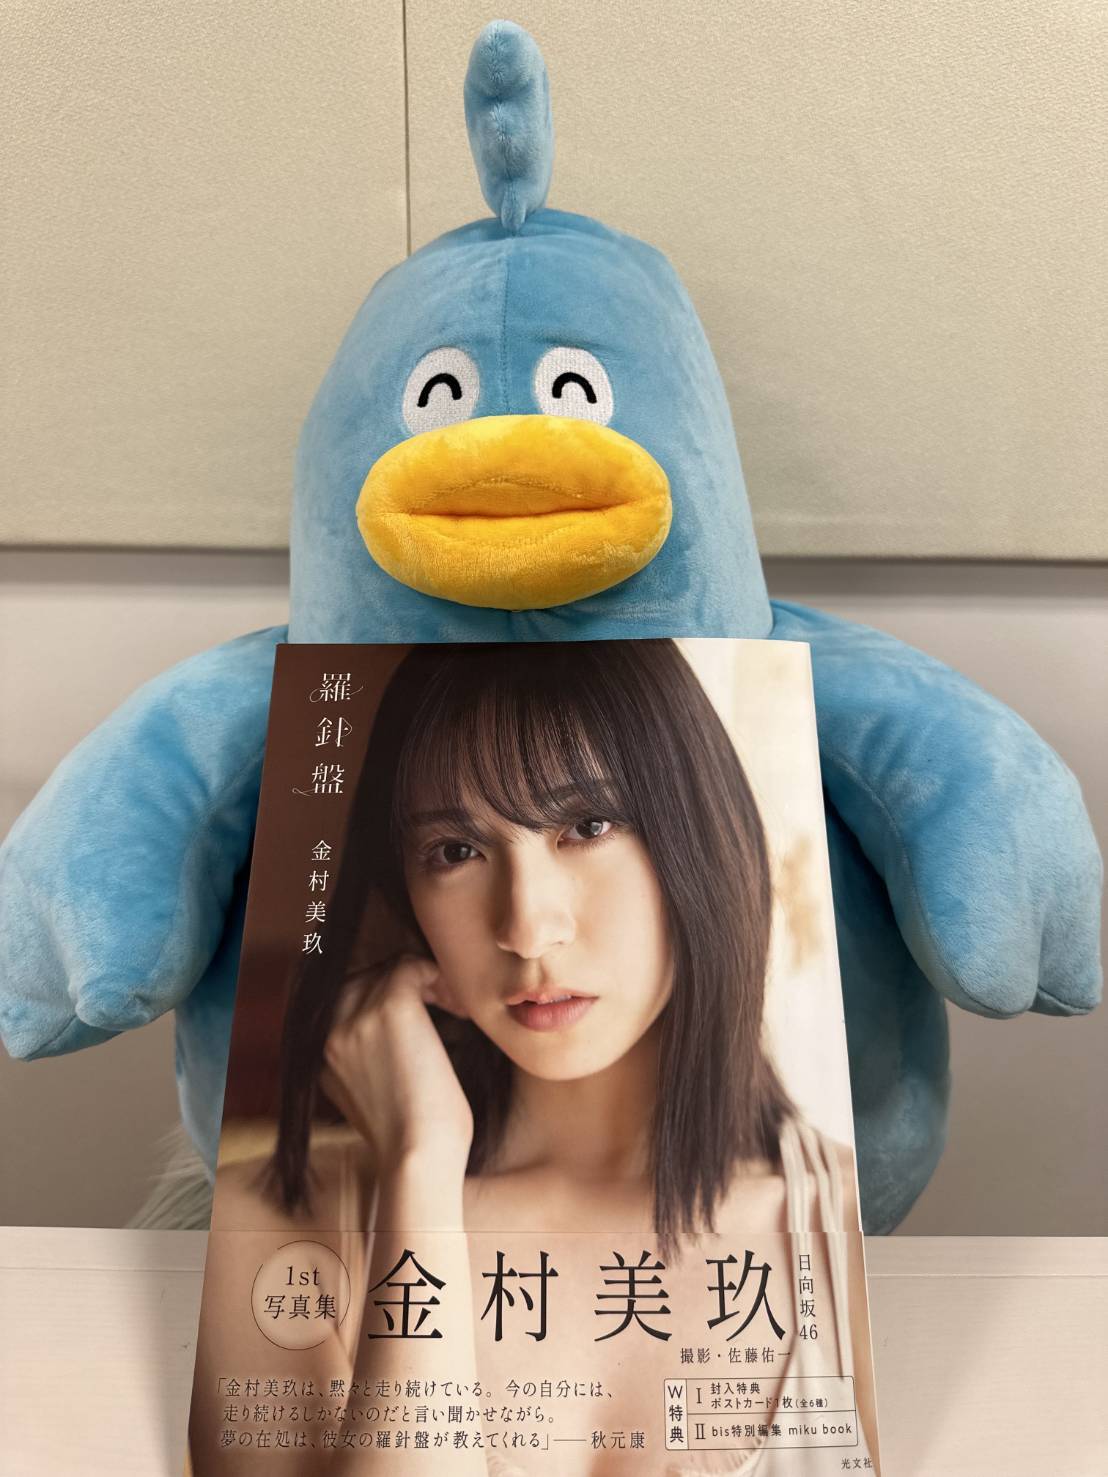 羅針盤
金村美玖
1st
写真集
金村美玖
日向坂46
撮影・佐藤佑一
「金村美玖は、黙々と走り続けている。今の自分には、
走り続けるしかないのだと言い聞かせながら。
夢の在処は、彼女の羅針盤が教えてくれる」——秋元康
W特典
I 封入特典
ポストカード1枚(全6種)
II bis特別編集 miku book
光文社